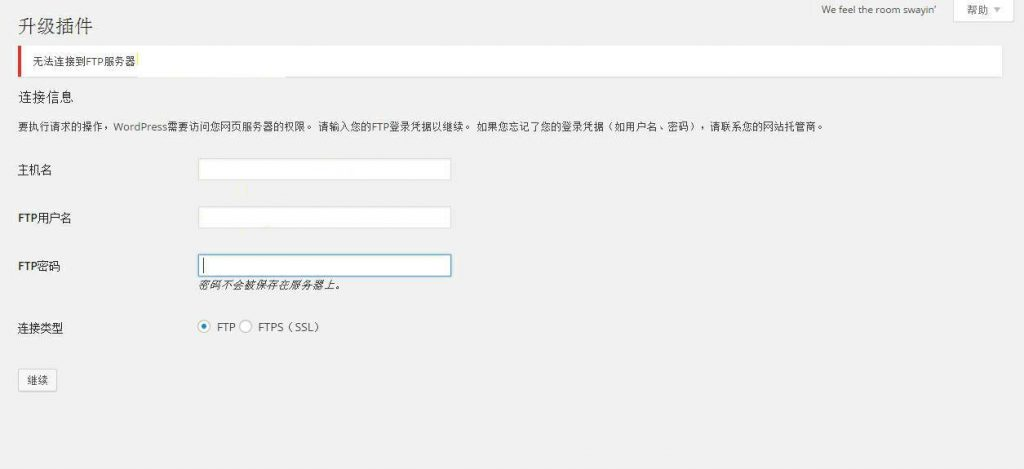 We feel the room swayin’
帮助
升级插件
无法连接到FTP服务器
连接信息
要执行请求的操作，WordPress需要访问您网页服务器的权限。 请输入您的FTP登录凭据以继续。 如果您忘记了您的登录凭据（如用户名、密码），请联系您的网站托管商。
主机名
FTP用户名
FTP密码
密码不会被保存在服务器上。
连接类型
FTP FTPS（SSL）
继续